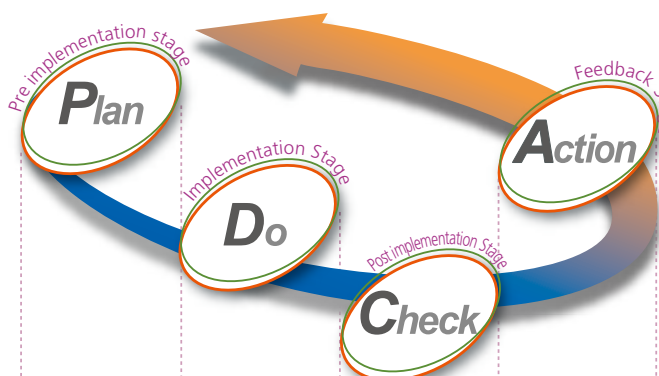 Pre implementation stage
Plan
Implementation Stage
Do
Post implementation Stage
Check
Feedback
Action